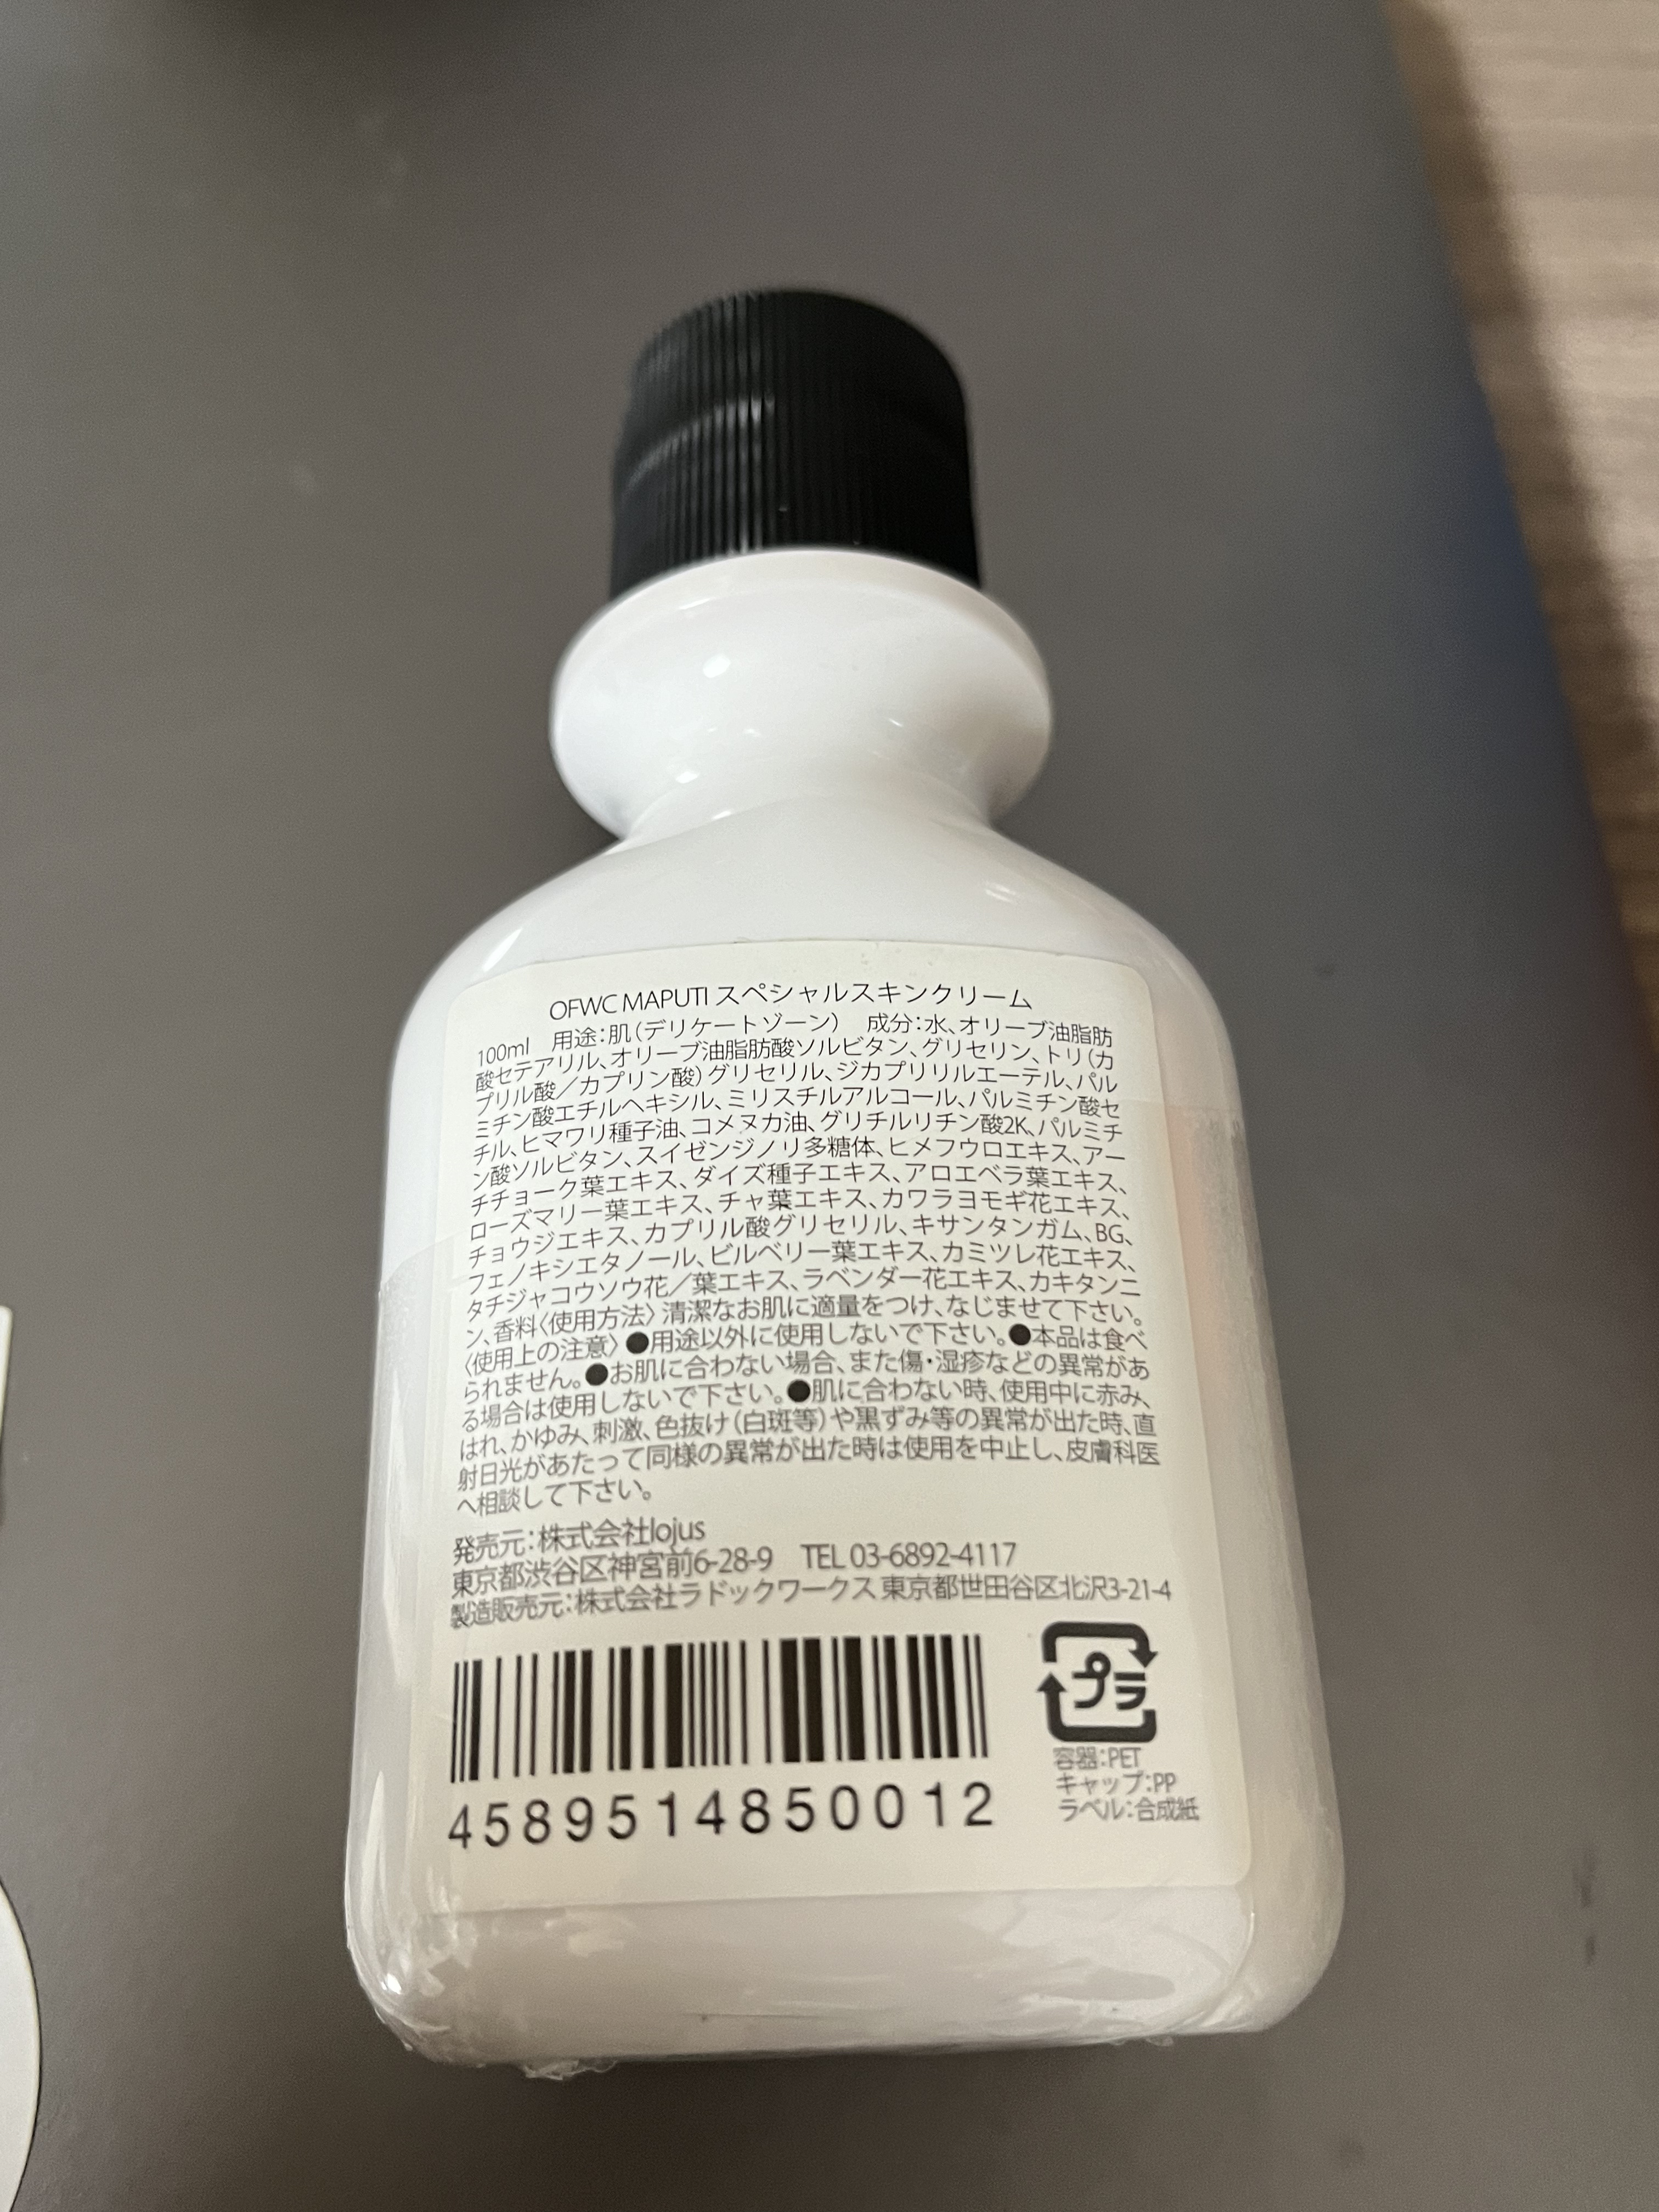 OFWC MAPUTI スペシャルスキンクリーム
100ml 用途:肌(デリケートゾーン) 成分:水、オリーブ油脂肪
酸セテアリル、オリーブ油脂肪酸ソルビタン、グリセリン、トリ(カ
プリル酸/カプリン酸)グリセリル、ジカプリリルエーテル、パル
ミチン酸エチルヘキシル、ミリスチルアルコール、パルミチン酸セ
チル、ヒマワリ種子油、コメヌカ油、グリチルリチン酸2K、パルミチ
ン酸ソルビタン、スイゼンジノリ多糖体、ヒメフウロエキス、アー
チチョーク葉エキス、ダイズ種子エキス、アロエベラ葉エキス、
ローズマリー葉エキス、チャ葉エキス、カワラヨモギ花エキス、
チョウジエキス、カプリル酸グリセリル、キサンタンガム、BG、
フェノキシエタノール、ビルベリー葉エキス、カミツレ花エキス、
タチジャコウソウ花/葉エキス、ラベンダー花エキス、カキタンニ
ン、香料〈使用方法〉清潔なお肌に適量をつけ、なじませて下さい。
〈使用上の注意〉●用途以外に使用しないで下さい。●本品は食べ
られません。●お肌に合わない場合、また傷・湿疹などの異常があ
る場合は使用しないで下さい。●肌に合わない時、使用中に赤み、
はれ、かゆみ、刺激、色抜け(白斑等)や黒ずみ等の異常が出た時、直
射日光があたって同様の異常が出た時は使用を中止し、皮膚科医
へ相談して下さい。
発売元:株式会社lojus
東京都渋谷区神宮前6-28-9 TEL 03-6892-4117
製造販売元:株式会社ラドックワークス 東京都世田谷区北沢3-21-4
プラ
容器:PET
キャップ:PP
ラベル:合成紙
4589514850012